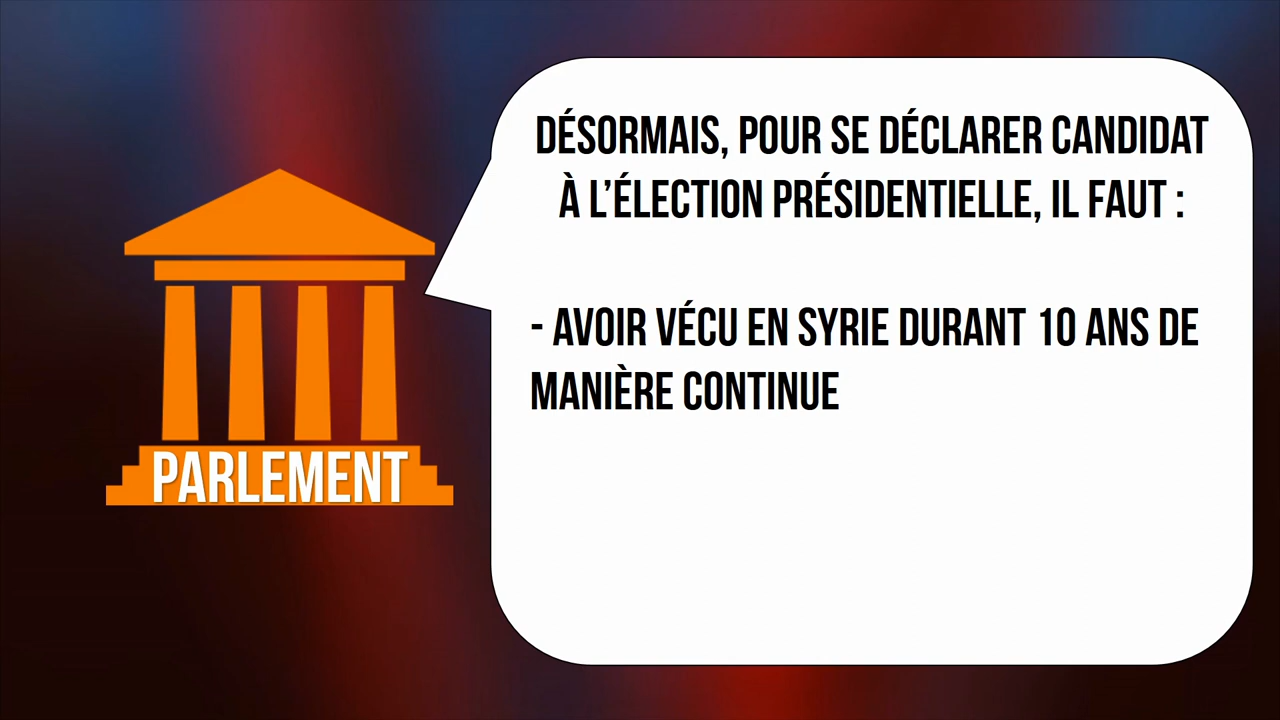 DÉSORMAIS, POUR SE DÉCLARER CANDIDAT
À L’ÉLECTION PRÉSIDENTIELLE, IL FAUT :
- AVOIR VÉCU EN SYRIE DURANT 10 ANS DE
MANIÈRE CONTINUE
PARLEMENT